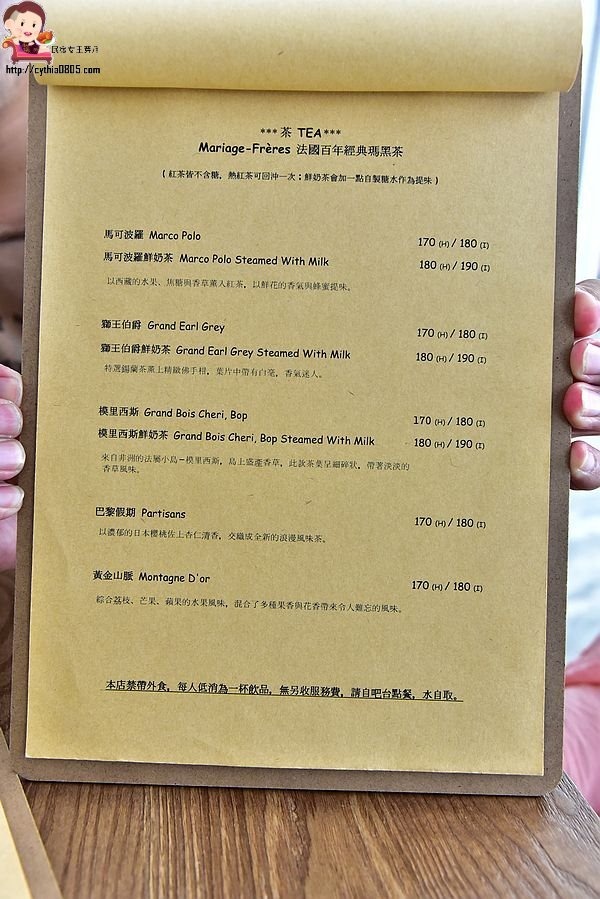 民宿女王芽月
http://cythia0805.com
*** 茶 TEA***
Mariage-Frères 法國百年經典瑪黑茶
( 紅茶皆不含糖，熱紅茶可回沖一次；鮮奶茶會加一點自製糖水作為提味 )
馬可波羅 Marco Polo 170 (H) / 180 (I)
馬可波羅鮮奶茶 Marco Polo Steamed With Milk 180 (H) / 190 (I)
以西藏的水果、焦糖與香草薰入紅茶，以鮮花的香氣與蜂蜜提味。
獅王伯爵 Grand Earl Grey 170 (H) / 180 (I)
獅王伯爵鮮奶茶 Grand Earl Grey Steamed With Milk 180 (H) / 190 (I)
特選錫蘭茶薰上精緻佛手柑，葉片中帶有白毫，香氣迷人。
模里西斯 Grand Bois Cheri, Bop 170 (H) / 180 (I)
模里西斯鮮奶茶 Grand Bois Cheri, Bop Steamed With Milk 180 (H) / 190 (I)
來自非洲的法屬小島－模里西斯，島上盛產香草，此款茶葉呈細碎狀，帶著淡淡的
香草風味。
巴黎假期 Partisans 170 (H) / 180 (I)
以濃郁的日本櫻桃佐上杏仁清香，交織成全新的浪漫風味茶。
黃金山脈 Montagne D'or 170 (H) / 180 (I)
綜合荔枝、芒果、蘋果的水果風味，混合了多種果香與花香帶來令人難忘的風味。
本店禁帶外食，每人低消為一杯飲品，無另收服務費，請自吧台點餐，水自取。